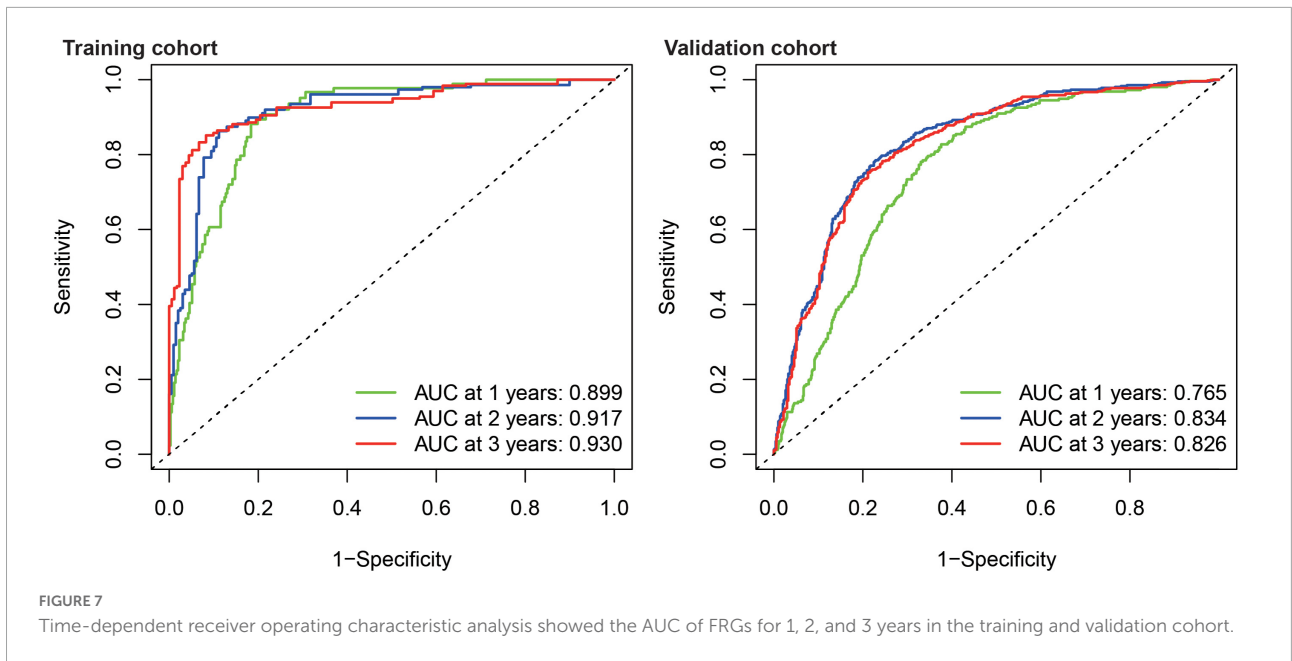 Training cohort
Sensitivity
1.0
0.8
0.6
0.4
0.2
0.0
AUC at 1 years: 0.899
AUC at 2 years: 0.917
AUC at 3 years: 0.930
0.0 0.2 0.4 0.6 0.8 1.0
1−Specificity
Validation cohort
Sensitivity
1.0
0.8
0.6
0.4
0.2
0.0
AUC at 1 years: 0.765
AUC at 2 years: 0.834
AUC at 3 years: 0.826
0.0 0.2 0.4 0.6 0.8
1−Specificity
FIGURE 7
Time-dependent receiver operating characteristic analysis showed the AUC of FRGs for 1, 2, and 3 years in the training and validation cohort.